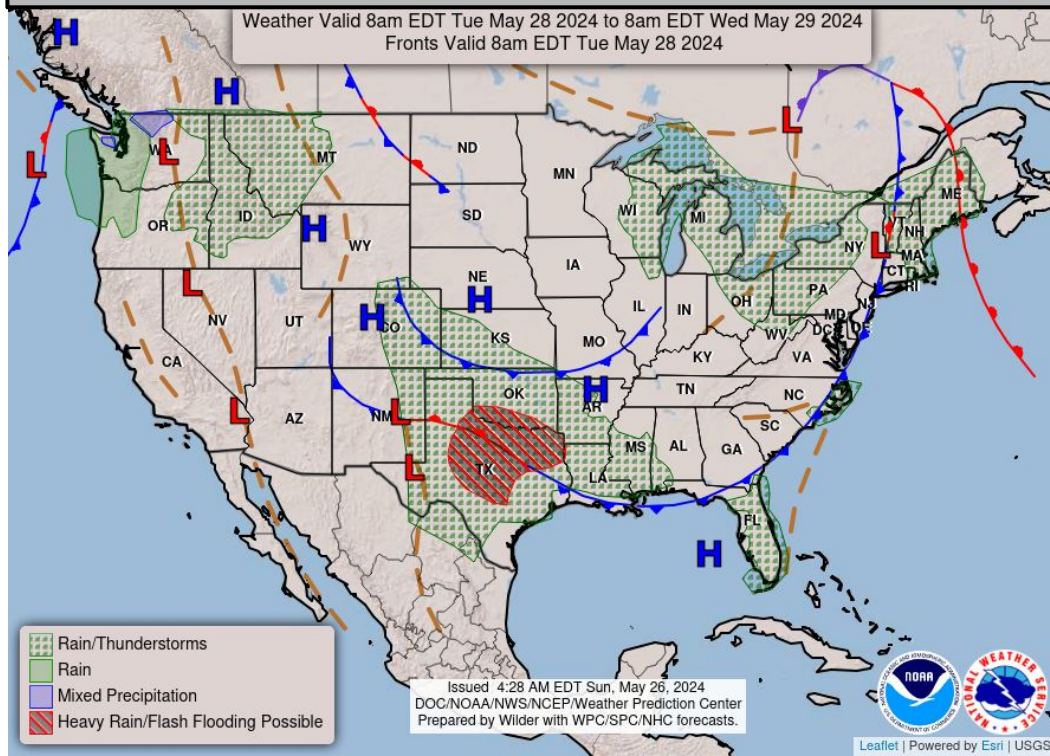 Weather Valid 8am EDT Tue May 28 2024 to 8am EDT Wed May 29 2024
Fronts Valid 8am EDT Tue May 28 2024
H
H
L
L
WA
L
MT
ND
MN
OR
ID
H
SD
WI
MI
ME
VT
NH
NY
L
MA
CT
RI
WY
L
NV
UT
H
CO
NE
H
IA
IL
IN
OH
PA
NJ
MD
DE
DC
WV
VA
KS
MO
KY
CA
L
AZ
NM
L
OK
H
AR
TN
NC
SC
L
TX
LA
MS
AL
GA
FL
H
Rain/Thunderstorms
Rain
Mixed Precipitation
Heavy Rain/Flash Flooding Possible
Issued 4:28 AM EDT Sun, May 26, 2024
DOC/NOAA/NWS/NCEP/Weather Prediction Center
Prepared by Wilder with WPC/SPC/NHC forecasts.
NOAA
NATIONAL WEATHER SERVICE
Leaflet | Powered by Esri | USGS